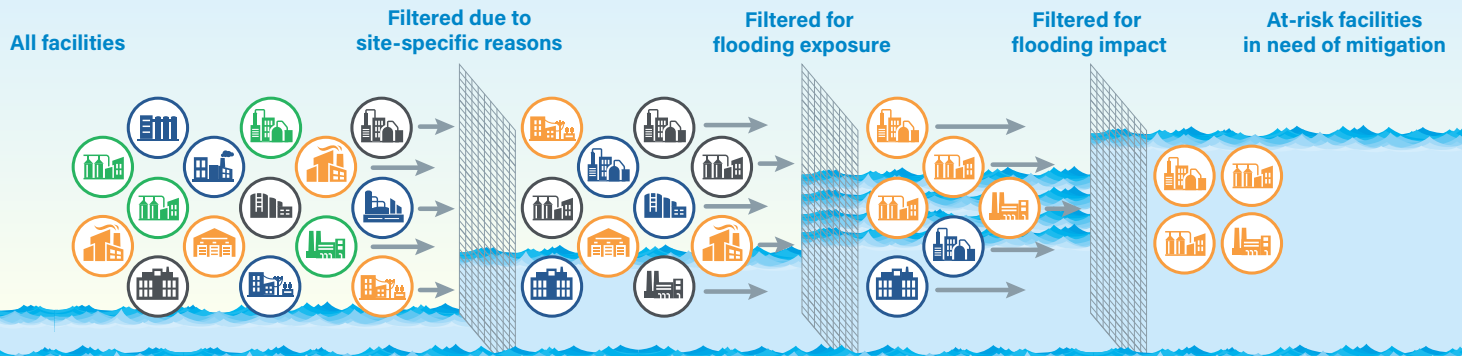 All facilities
Filtered due to
site-specific reasons
Filtered for
flooding exposure
Filtered for
flooding impact
At-risk facilities
in need of mitigation